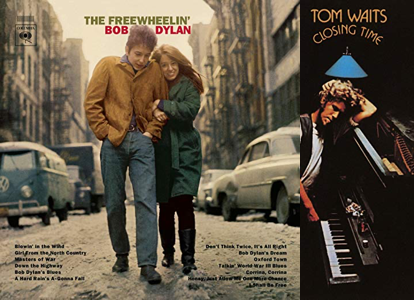 THE FREEWHEELIN'
BOB DYLAN
COLUMBIA
Blowin' in the Wind
Girl From the North Country
Masters of War
Down the Highway
Bob Dylan's Blues
A Hard Rain's A-Gonna Fall
Don't Think Twice, It's All Right
Bob Dylan's Dream
Oxford Town
Talkin' World War III Blues
Corrina, Corrina
Honey, Just Allow Me One More Chance
I Shall Be Free
TOM WAITS
CLOSING TIME